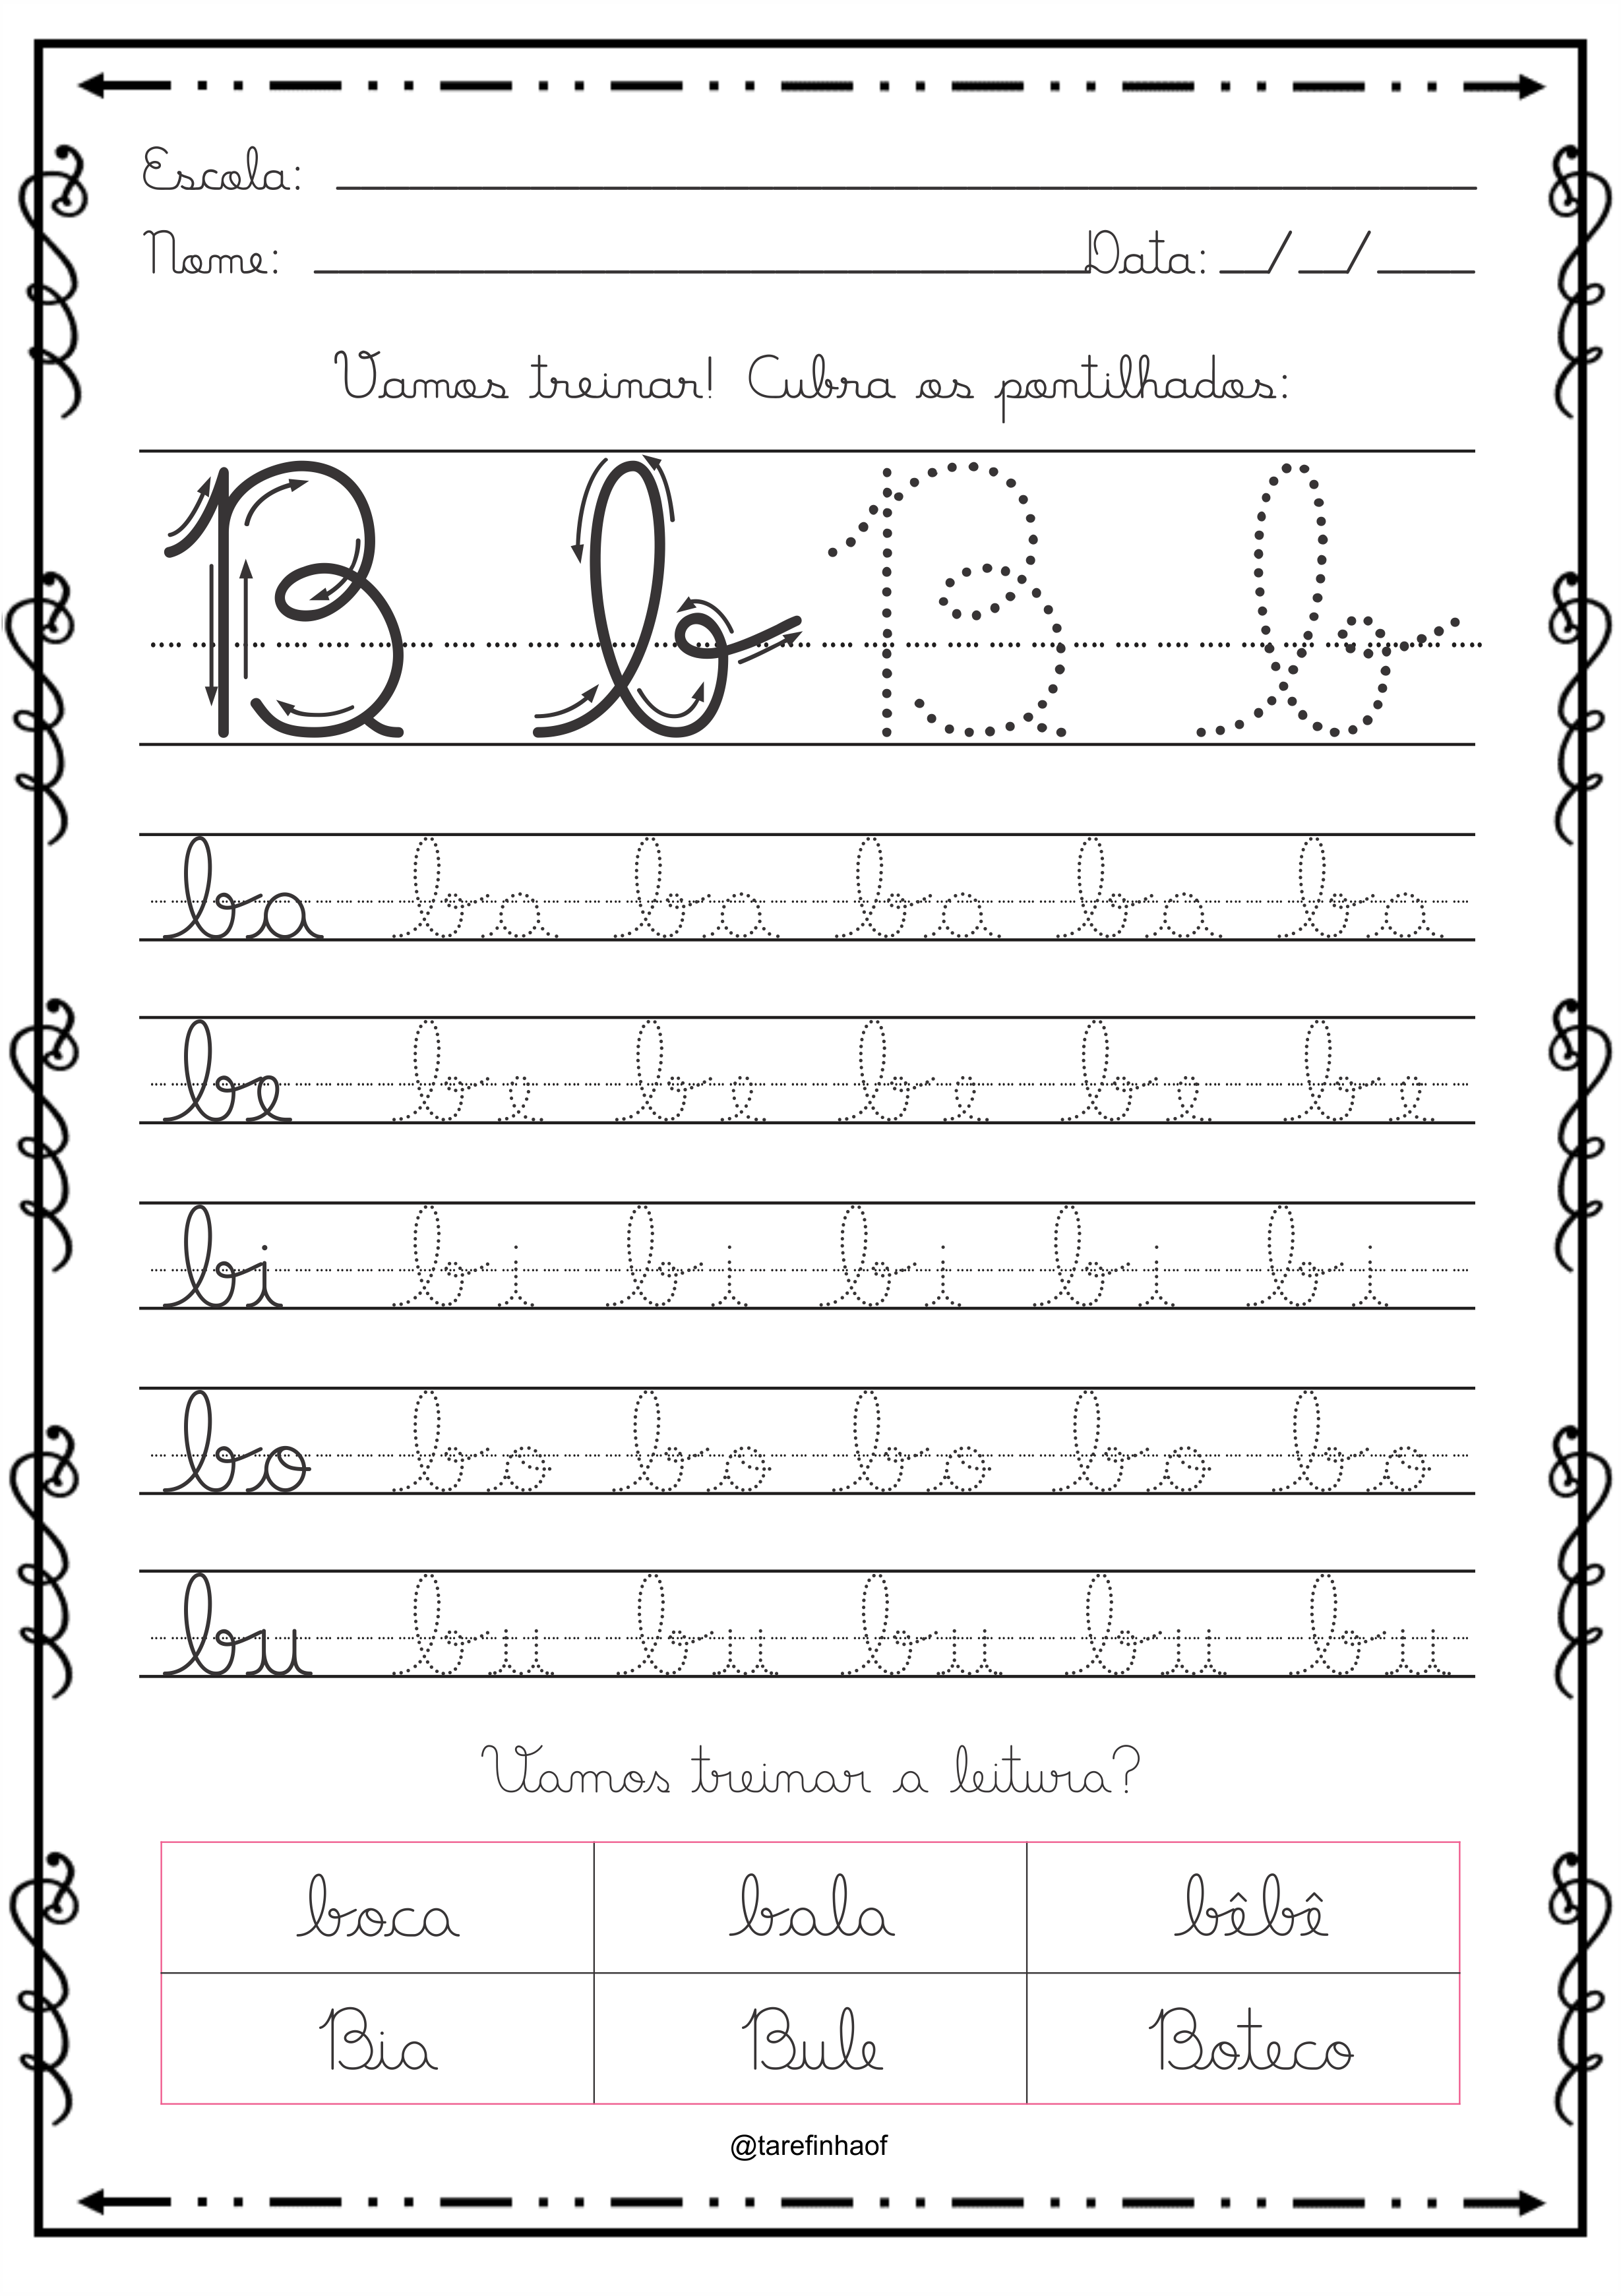 Escola: ____________________
Nome: ____________________ Data: __/__/____
Vamos treinar! Cubra os pontilhados:
B b B b
ba ba ba ba ba ba
be be be be be be
bi bi bi bi bi bi
bo bo bo bo bo bo
bu bu bu bu bu bu
Vamos treinar a leitura?
boca bala bêbê
Bia Bule Boteco
@tarefinhaof